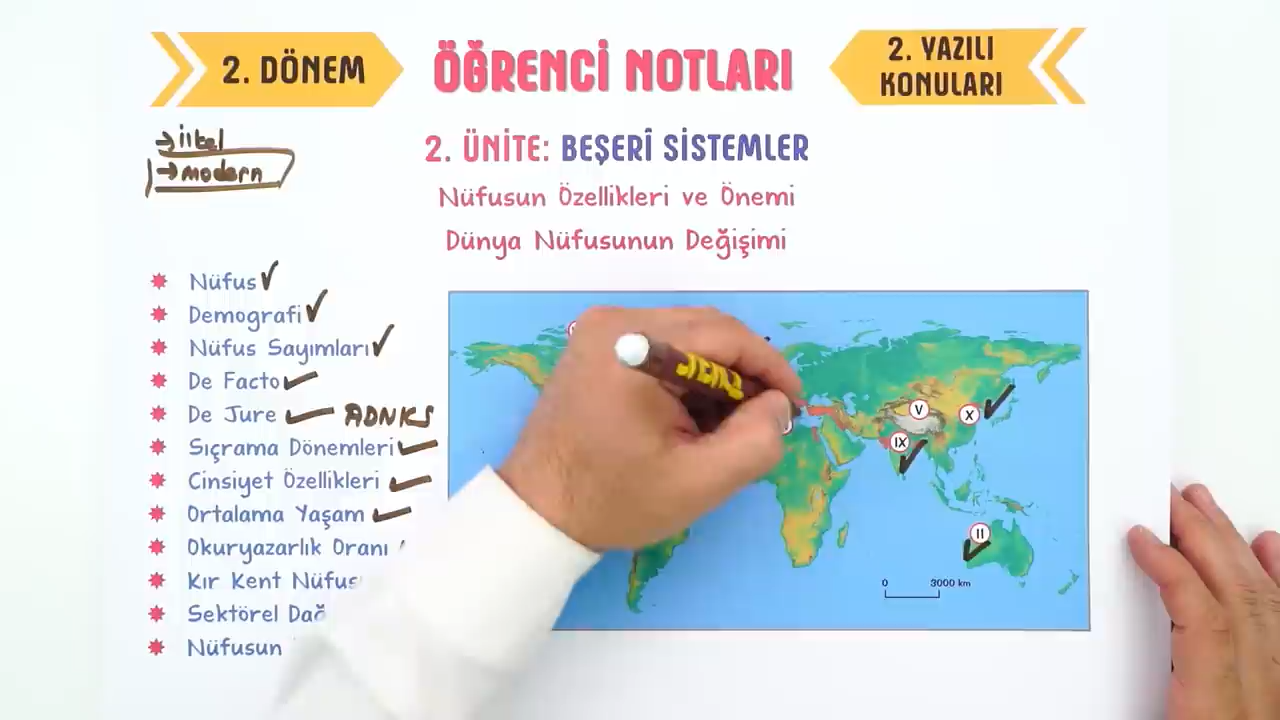 2. DÖNEM
ÖĞRENCİ NOTLARI
2. YAZILI
KONULARI
→ ilkel
→ modern
2. ÜNİTE: BEŞERÎ SİSTEMLER
Nüfusun Özellikleri ve Önemi
Dünya Nüfusunun Değişimi
Nüfus
Demografi
Nüfus Sayımları
De Facto
De Jure ADNKS
Sıçrama Dönemleri
Cinsiyet Özellikleri
Ortalama Yaşam
Okuryazarlık Oranı
Kır Kent
Nüfusun
V
X
IX
II
0 3000 km